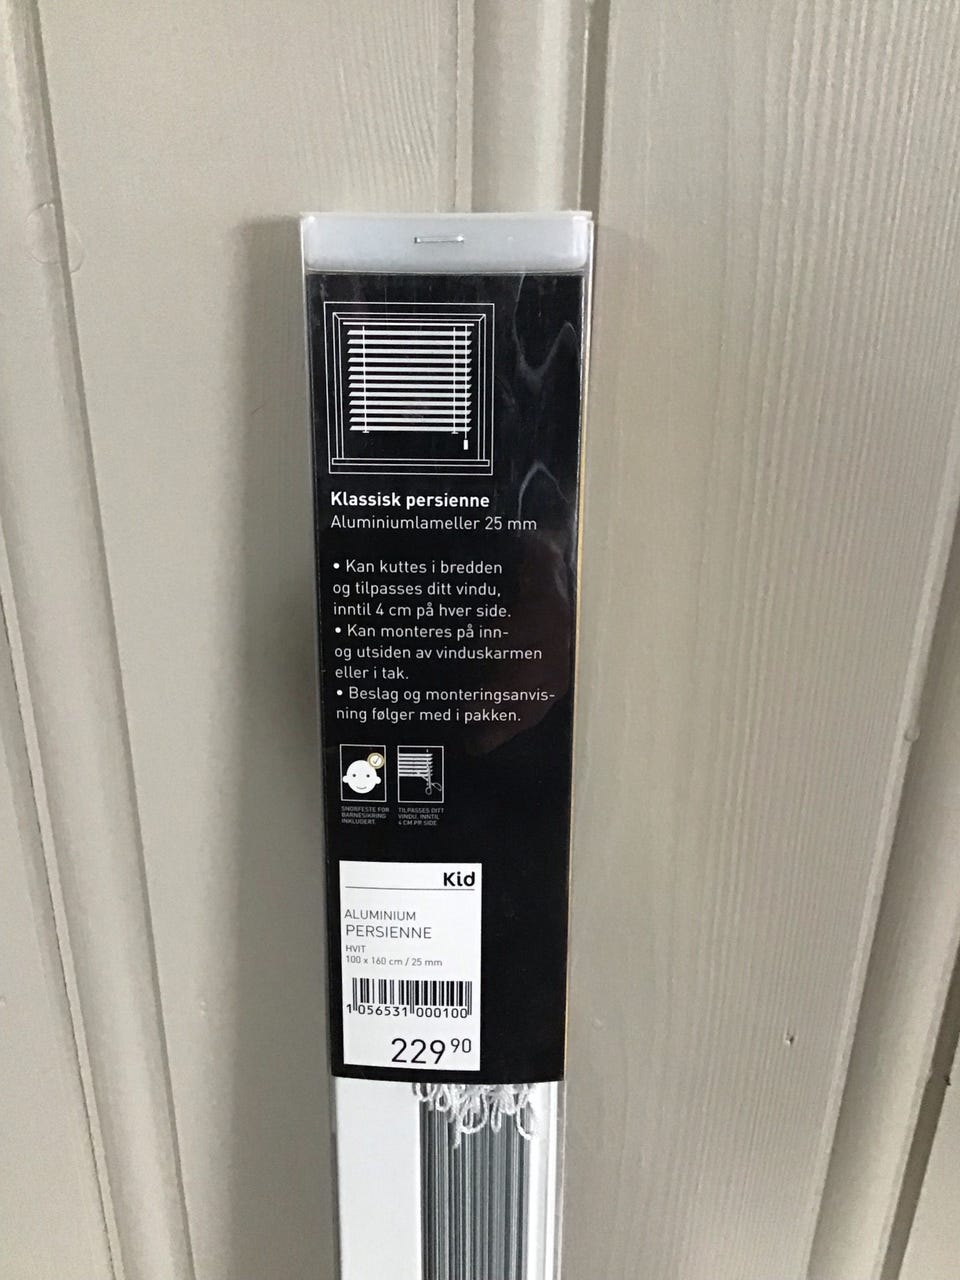 Klassisk persienne
Aluminiumlameller 25 mm
• Kan kuttes i bredden
og tilpasses ditt vindu,
inntil 4 cm på hver side.
• Kan monteres på inn-
og utsiden av vinduskarmen
eller i tak.
• Beslag og monteringsanvis-
ning følger med i pakken.
SNORFESTE FOR
BARNESIKRING
INKLUDERT
TILPASSES DITT
VINDU, INNTIL
4 CM PR SIDE
Kid
ALUMINIUM
PERSIENNE
HVIT
100 x 160 cm / 25 mm
1 056531 000100
229 90